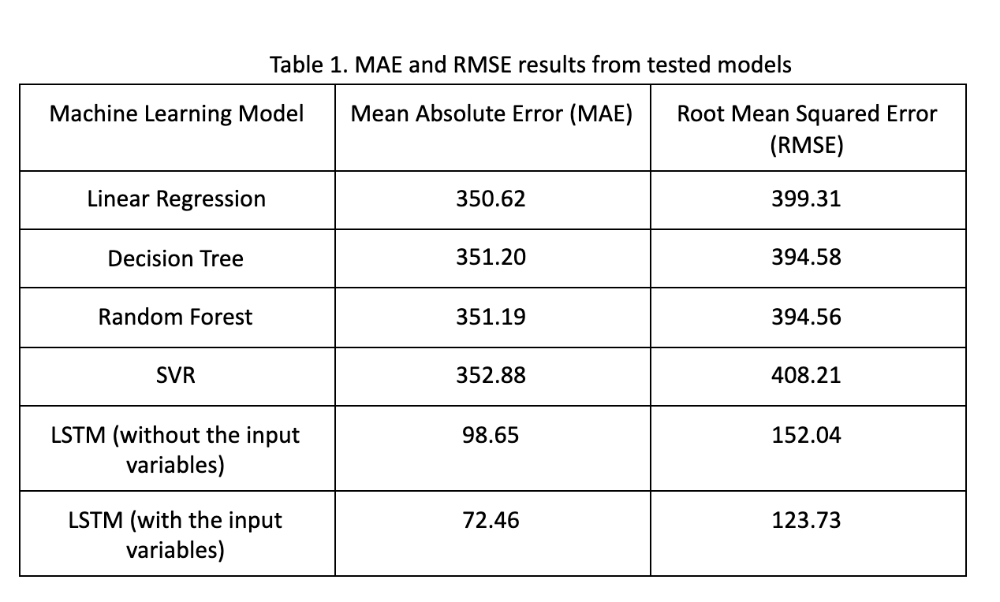 Table 1. MAE and RMSE results from tested models
Machine Learning Model
Mean Absolute Error (MAE)
Root Mean Squared Error
(RMSE)
Linear Regression
350.62
399.31
Decision Tree
351.20
394.58
Random Forest
351.19
394.56
SVR
352.88
408.21
LSTM (without the input
variables)
98.65
152.04
LSTM (with the input
variables)
72.46
123.73